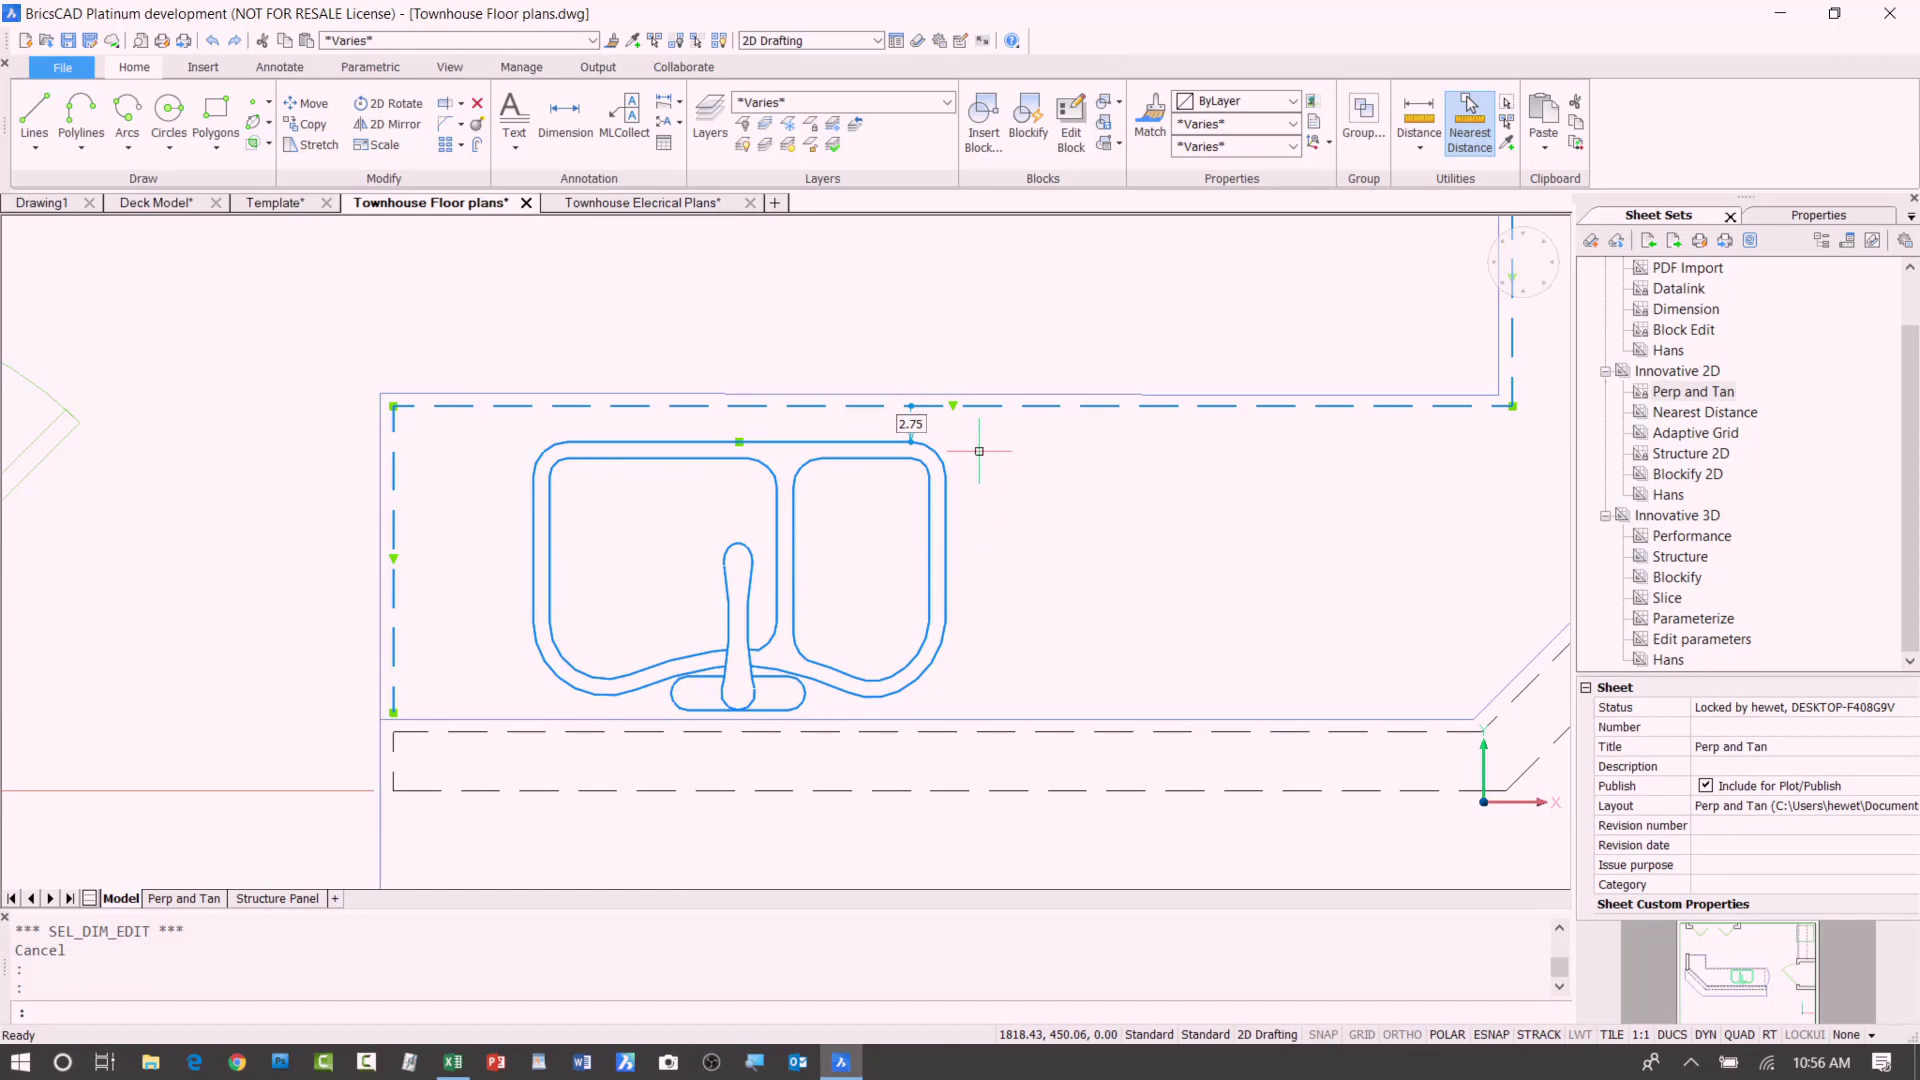 BricsCAD Platinum development (NOT FOR RESALE License) - [Townhouse Floor plans.dwg]
*Varies*
2D Drafting
File Home Insert Annotate Parametric View Manage Output Collaborate
Lines Polylines Arcs Circles Polygons
Move Copy Stretch
2D Rotate 2D Mirror Scale
Text Dimension MLCollect
Layers
*Varies*
Insert Block...
Blockify
Edit Block
Match
ByLayer
*Varies*
*Varies*
Group...
Distance
Nearest Distance
Paste
Draw Modify Annotation Layers Blocks Properties Group Utilities Clipboard
Drawing1 Deck Model* Template* Townhouse Floor plans* Townhouse Elecrical Plans* +
Sheet Sets Properties
PDF Import
Datalink
Dimension
Block Edit
Hans
Innovative 2D
Perp and Tan
Nearest Distance
Adaptive Grid
Structure 2D
Blockify 2D
Hans
Innovative 3D
Performance
Structure
Blockify
Slice
Parameterize
Edit parameters
Hans
2.75
X
Sheet
Status Locked by hewet, DESKTOP-F408G9V
Number
Title Perp and Tan
Description
Publish Include for Plot/Publish
Layout Perp and Tan (C:\Users\hewet\Document
Revision number
Revision date
Issue purpose
Category
Sheet Custom Properties
Model Perp and Tan Structure Panel +
*** SEL_DIM_EDIT ***
Cancel
:
:
:
Ready
1818.43, 450.06, 0.00 Standard Standard 2D Drafting SNAP GRID ORTHO POLAR ESNAP STRACK LWT TILE 1:1 DUCS DYN QUAD RT LOCKUI None
10:56 AM